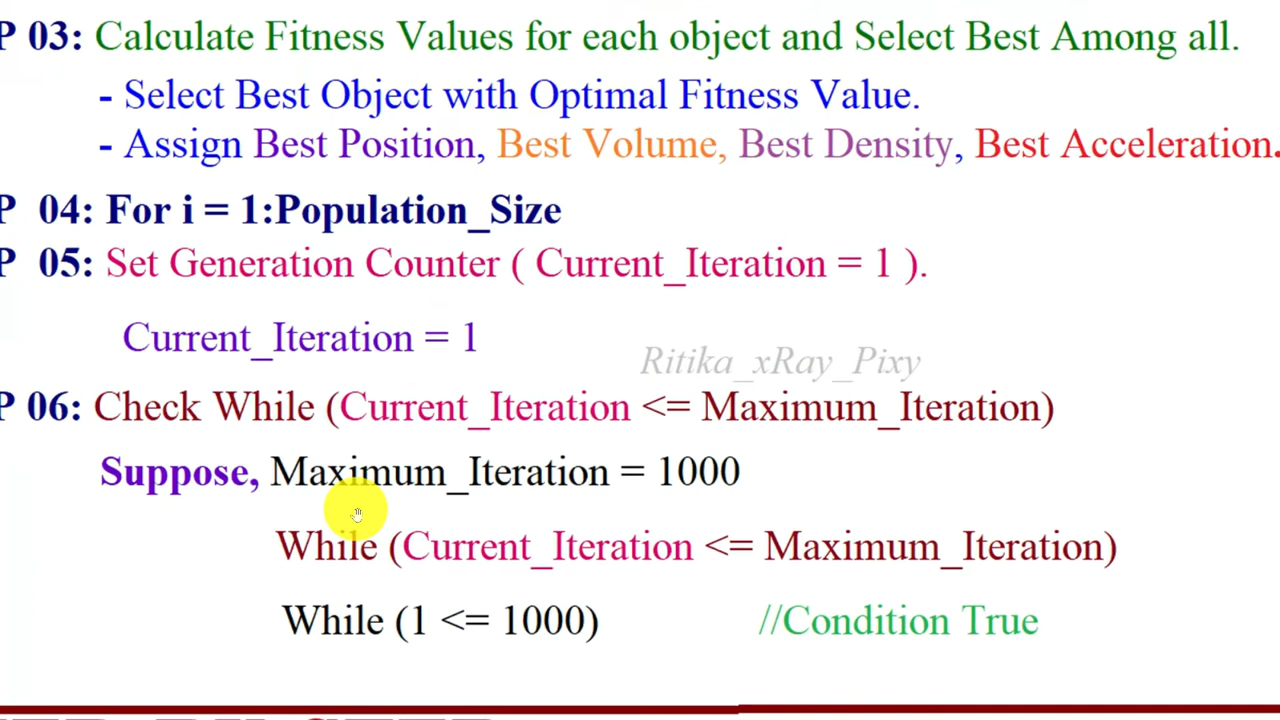 P 03: Calculate Fitness Values for each object and Select Best Among all.
- Select Best Object with Optimal Fitness Value.
- Assign Best Position, Best Volume, Best Density, Best Acceleration.
P 04: For i = 1:Population_Size
P 05: Set Generation Counter ( Current_Iteration = 1 ).
Current_Iteration = 1
Ritika_xRay_Pixy
P 06: Check While (Current_Iteration <= Maximum_Iteration)
Suppose, Maximum_Iteration = 1000
While (Current_Iteration <= Maximum_Iteration)
While (1 <= 1000) //Condition True